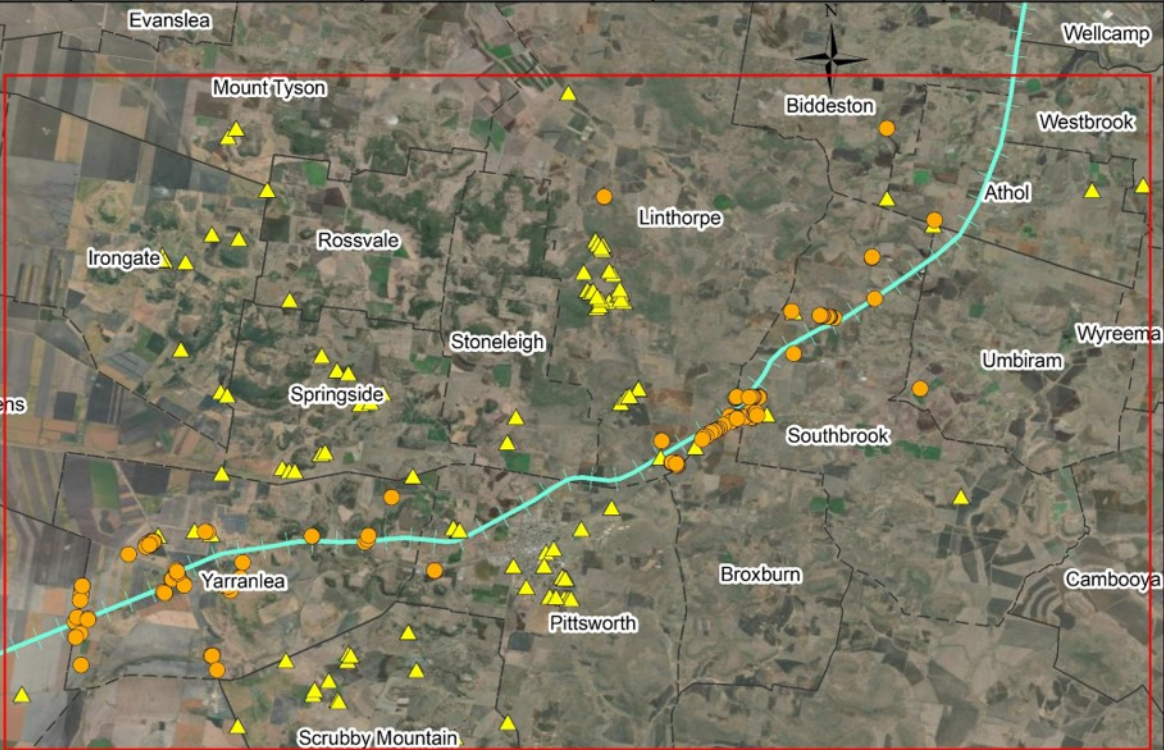 Evanslea
Wellcamp
Mount Tyson
Biddeston
Westbrook
Athol
Linthorpe
Rossvale
Irongate
Wyreema
Stoneleigh
Umbiram
Springside
ens
Southbrook
Broxburn
Yarranlea
Cambooya
Pittsworth
Scrubby Mountain